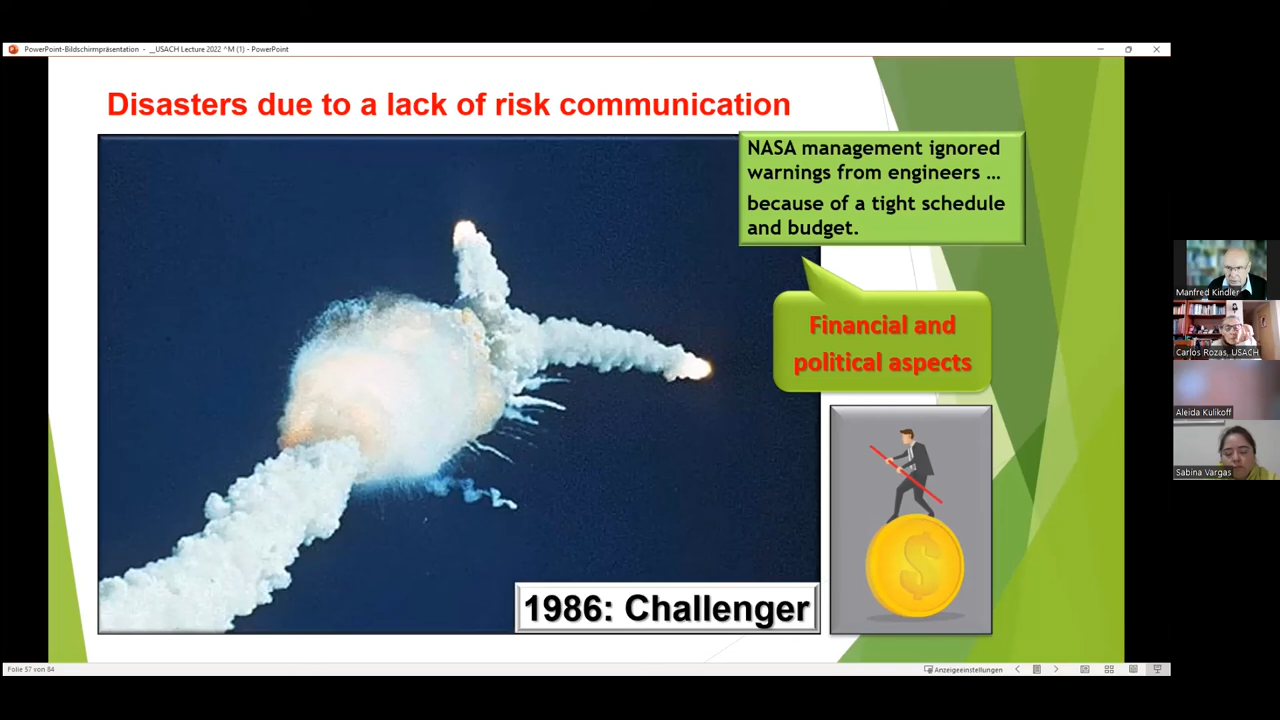 PowerPoint-Bildschirmpräsentation - __USACH Lecture 2022 ^M (1) - PowerPoint
Disasters due to a lack of risk communication
NASA management ignored
warnings from engineers …
because of a tight schedule
and budget.
Financial and
political aspects
$
1986: Challenger
Manfred Kindler
Carlos Rozas, USACH
Aleida Kulikoff
Sabina Vargas
Folie 57 von 84
Anzeigeeinstellungen